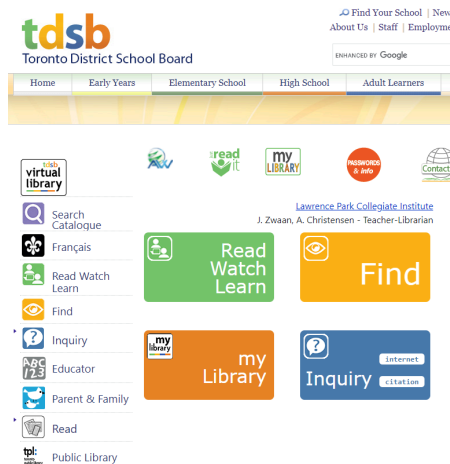 Find Your School | New
About Us | Staff | Employme
tdsb
Toronto District School Board
ENHANCED BY Google
Home Early Years Elementary School High School Adult Learners
tdsb
virtual
library
read
it
my
LIBRARY
PASSWORDS
& Info
Contact
Lawrence Park Collegiate Institute
J. Zwaan, A. Christensen - Teacher-Librarian
Search
Catalogue
Français
Read Watch
Learn
Find
Inquiry
ABC
123
Educator
Parent & Family
Read
tpl:
Public Library
Read
Watch
Learn
Find
my
library
my
Library
Inquiry
internet
citation